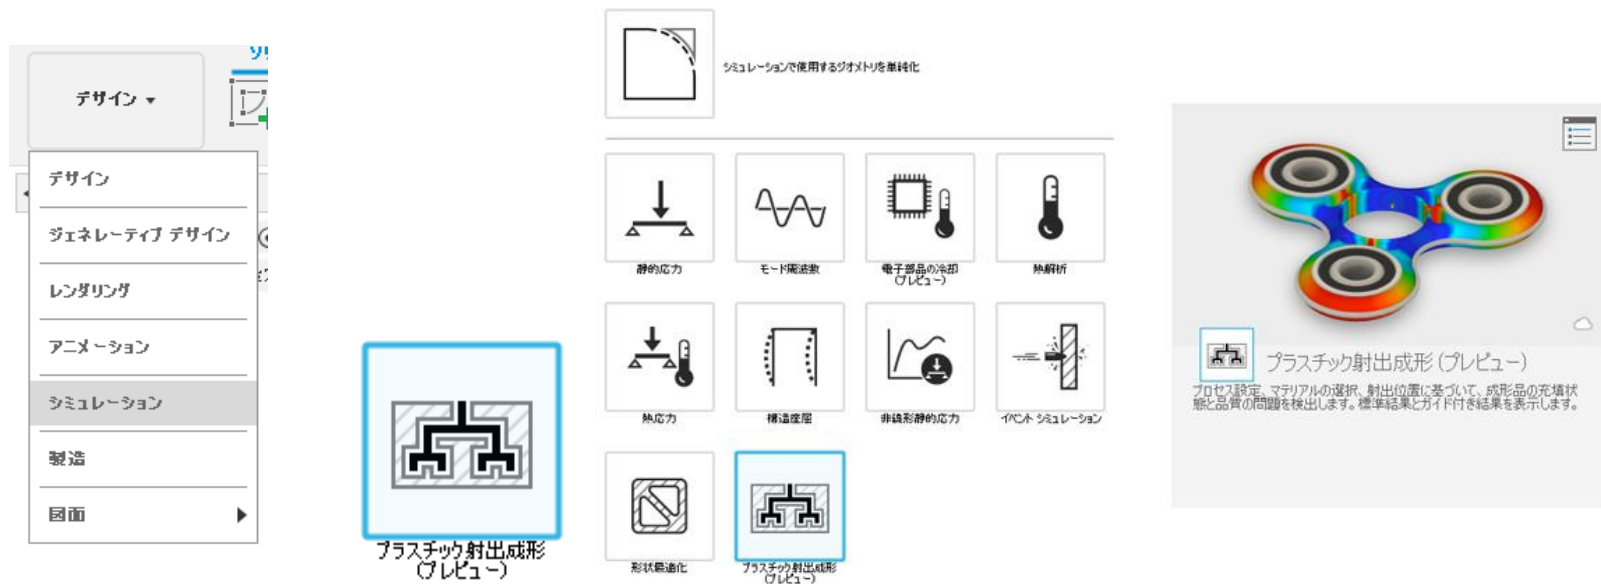 デザイン
デザイン
ジェネレーティブ デザイン
レンダリング
アニメーション
シミュレーション
製造
図面
プラスチック射出成形
(プレビュー)
シミュレーションで使用するジオメトリを単純化
静的応力
モード周波数
電子部品の冷却
(プレビュー)
熱解析
熱応力
構造座屈
非線形静的応力
イベント シミュレーション
形状最適化
プラスチック射出成形
(プレビュー)
プラスチック射出成形 (プレビュー)
プロセス設定、マテリアルの選択、射出位置に基づいて、成形品の充填状
態と品質の問題を検出します。標準結果とガイド付き結果を表示します。